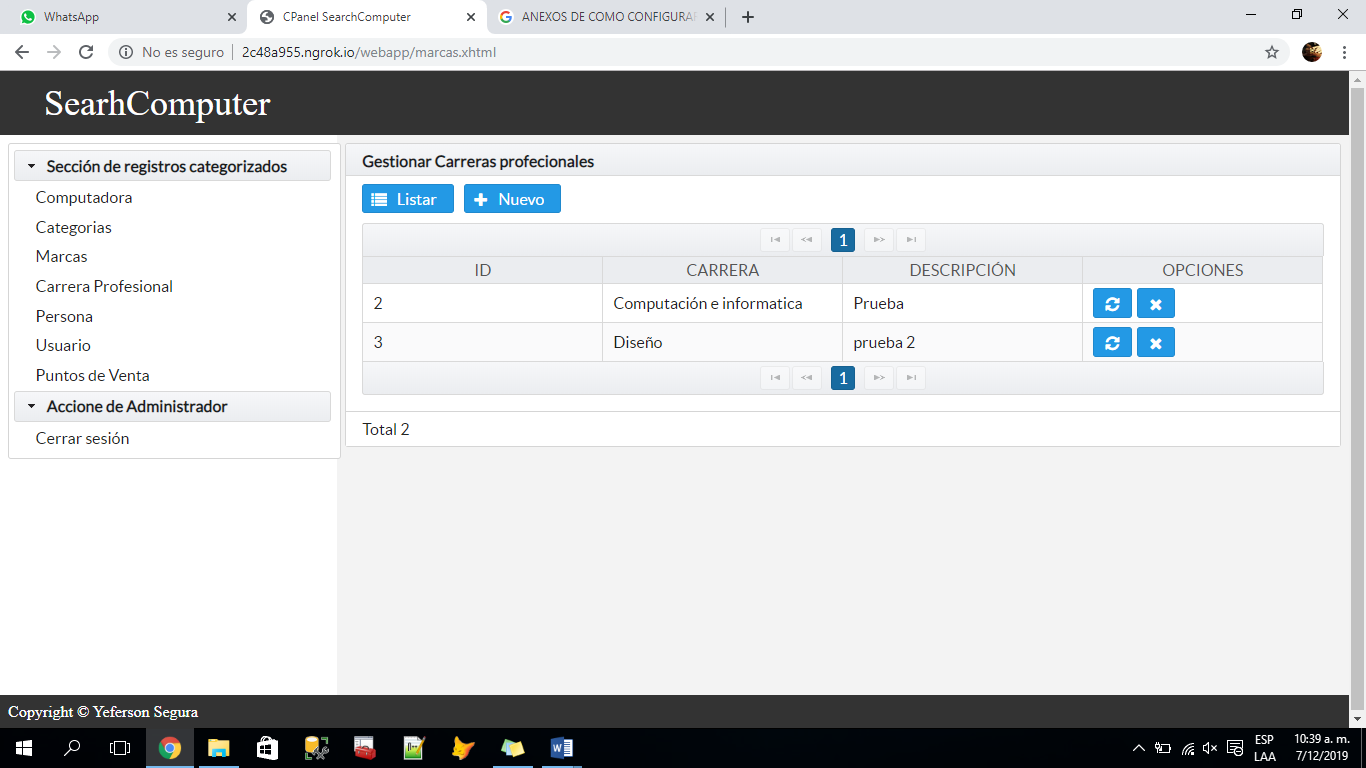 WhatsApp
CPanel SearchComputer
ANEXOS DE COMO CONFIGURAR
No es seguro
2c48a955.ngrok.io/webapp/marcas.xhtml
SearhComputer
Sección de registros categorizados
Computadora
Categorias
Marcas
Carrera Profesional
Persona
Usuario
Puntos de Venta
Accione de Administrador
Cerrar sesión
Gestionar Carreras profecionales
Listar
Nuevo
1
ID CARRERA DESCRIPCIÓN OPCIONES
2 Computación e informatica Prueba
3 Diseño prueba 2
1
Total 2
Copyright © Yeferson Segura
ESP
LAA
10:39 a. m.
7/12/2019